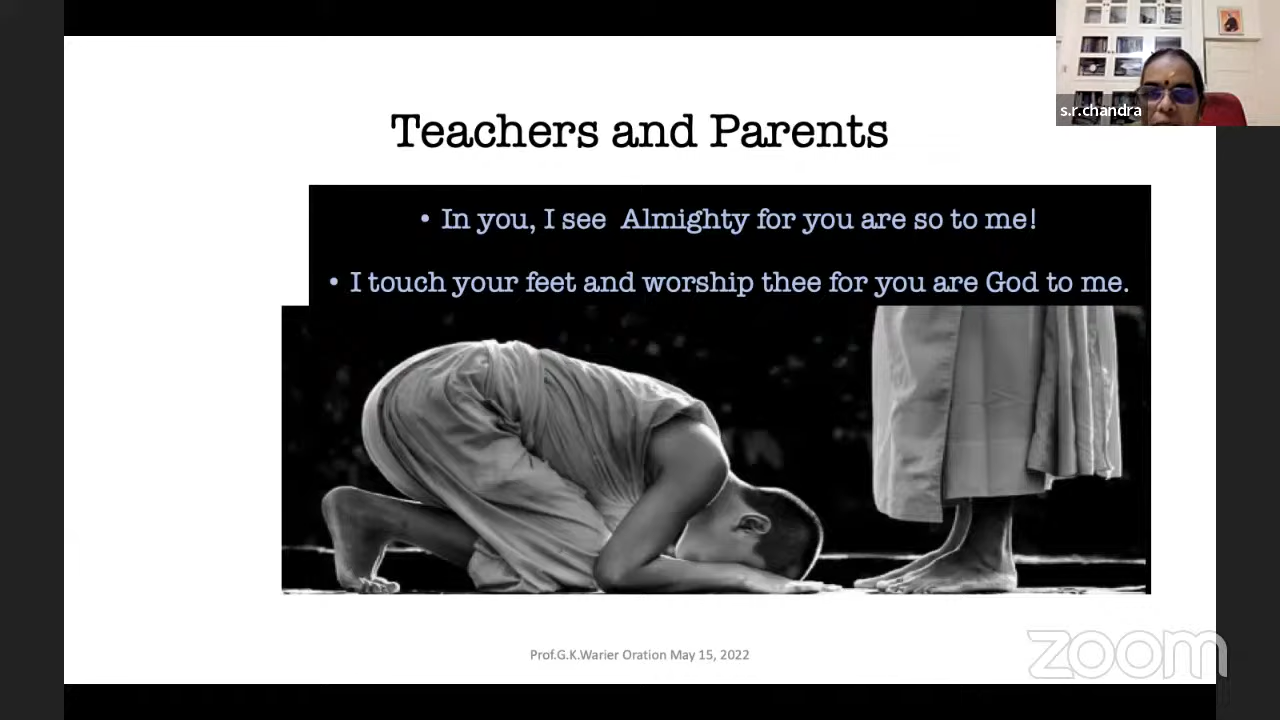 s.r.chandra
Teachers and Parents
• In you, I see  Almighty for you are so to me!
• I touch your feet and worship thee for you are God to me.
Prof.G.K.Warier Oration May 15, 2022
zoom